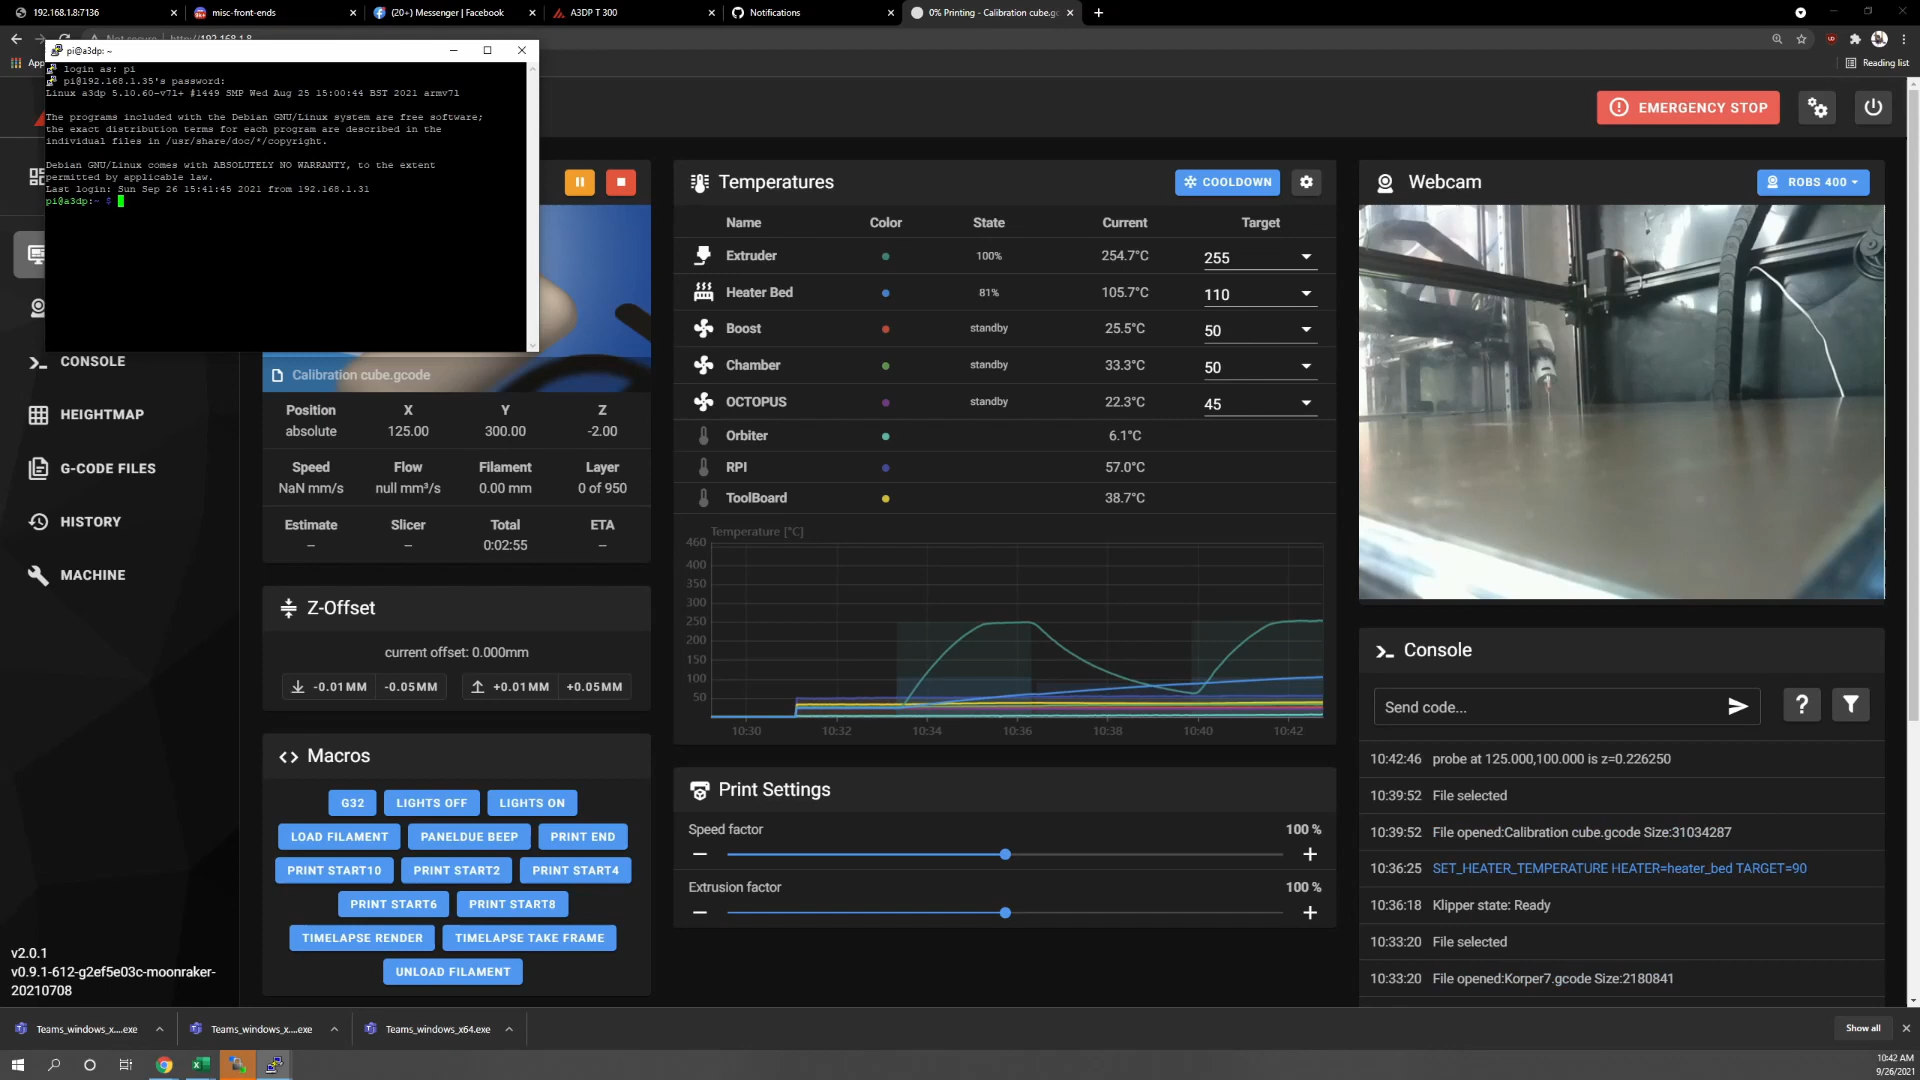 192.168.1.8:7136
misc-front-ends
(20+) Messenger | Facebook
A3DP T 300
Notifications
0% Printing - Calibration cube.gc
Reading list
pi@a3dp: ~
login as: pi
pi@192.168.1.35's password:
Linux a3dp 5.10.60-v7l+ #1449 SMP Wed Aug 25 15:00:44 BST 2021 armv7l
The programs included with the Debian GNU/Linux system are free software;
the exact distribution terms for each program are described in the
individual files in /usr/share/doc/*/copyright.
Debian GNU/Linux comes with ABSOLUTELY NO WARRANTY, to the extent
permitted by applicable law.
Last login: Sun Sep 26 15:41:45 2021 from 192.168.1.31
pi@a3dp:~ $
EMERGENCY STOP
CONSOLE
HEIGHTMAP
G-CODE FILES
HISTORY
MACHINE
v2.0.1
v0.9.1-612-g2ef5e03c-moonraker-
20210708
Calibration cube.gcode
Position X Y Z
absolute 125.00 300.00 -2.00
Speed Flow Filament Layer
NaN mm/s null mm³/s 0.00 mm 0 of 950
Estimate Slicer Total ETA
-- -- 0:02:55 --
Z-Offset
current offset: 0.000mm
-0.01MM -0.05MM +0.01MM +0.05MM
Macros
G32 LIGHTS OFF LIGHTS ON
LOAD FILAMENT PANELDUE BEEP PRINT END
PRINT START10 PRINT START2 PRINT START4
PRINT START6 PRINT START8
TIMELAPSE RENDER TIMELAPSE TAKE FRAME
UNLOAD FILAMENT
Temperatures
COOLDOWN
Name Color State Current Target
Extruder 100% 254.7°C 255
Heater Bed 81% 105.7°C 110
Boost standby 25.5°C 50
Chamber standby 33.3°C 50
OCTOPUS standby 22.3°C 45
Orbiter 6.1°C
RPI 57.0°C
ToolBoard 38.7°C
Temperature [°C]
460
400
350
300
250
200
150
100
50
10:30 10:32 10:34 10:36 10:38 10:40 10:42
Print Settings
Speed factor 100 %
Extrusion factor 100 %
Webcam
ROBS 400
Console
Send code...
10:42:46 probe at 125.000,100.000 is z=0.226250
10:39:52 File selected
10:39:52 File opened:Calibration cube.gcode Size:31034287
10:36:25 SET_HEATER_TEMPERATURE HEATER=heater_bed TARGET=90
10:36:18 Klipper state: Ready
10:33:20 File selected
10:33:20 File opened:Korper7.gcode Size:2180841
Teams_windows_x....exe
Teams_windows_x....exe
Teams_windows_x64.exe
Show all
10:42 AM
9/26/2021